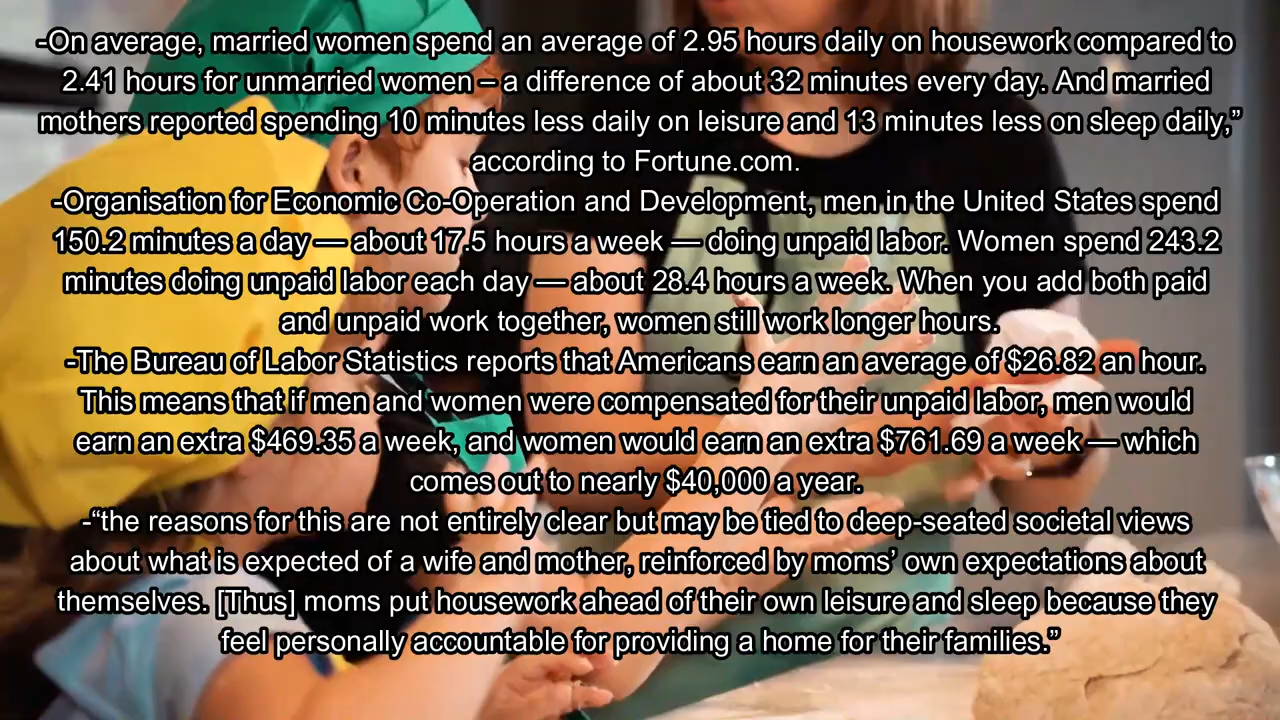 -On average, married women spend an average of 2.95 hours daily on housework compared to
2.41 hours for unmarried women – a difference of about 32 minutes every day. And married
mothers reported spending 10 minutes less daily on leisure and 13 minutes less on sleep daily,”
according to Fortune.com.
-Organisation for Economic Co-Operation and Development, men in the United States spend
150.2 minutes a day — about 17.5 hours a week — doing unpaid labor. Women spend 243.2
minutes doing unpaid labor each day — about 28.4 hours a week. When you add both paid
and unpaid work together, women still work longer hours.
-The Bureau of Labor Statistics reports that Americans earn an average of $26.82 an hour.
This means that if men and women were compensated for their unpaid labor, men would
earn an extra $469.35 a week, and women would earn an extra $761.69 a week — which
comes out to nearly $40,000 a year.
-“the reasons for this are not entirely clear but may be tied to deep-seated societal views
about what is expected of a wife and mother, reinforced by moms’ own expectations about
themselves. [Thus] moms put housework ahead of their own leisure and sleep because they
feel personally accountable for providing a home for their families.”